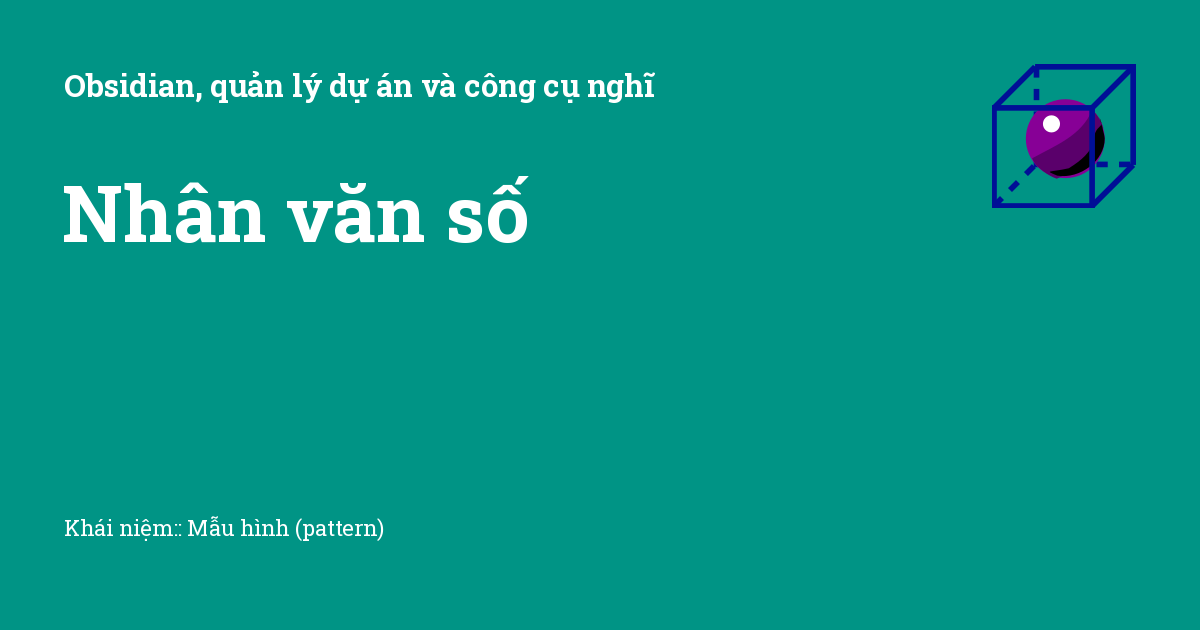 Obsidian, quản lý dự án và công cụ nghĩ
Nhân văn số
Khái niệm:: Mẫu hình (pattern)